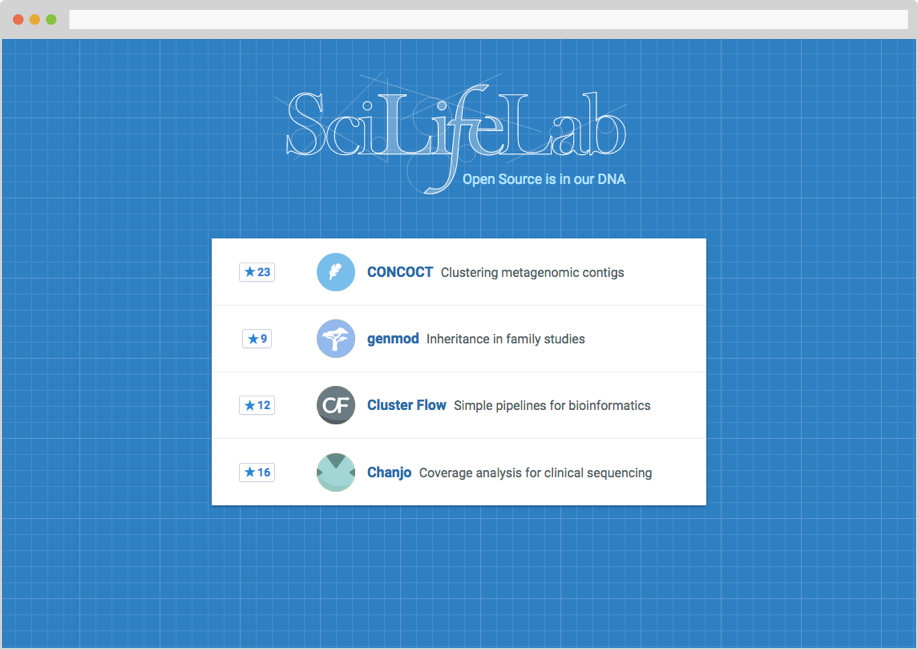 SciLifeLab
Open Source is in our DNA
★ 23 CONCOCT Clustering metagenomic contigs
★ 9 genmod Inheritance in family studies
★ 12 CF Cluster Flow Simple pipelines for bioinformatics
★ 16 Chanjo Coverage analysis for clinical sequencing